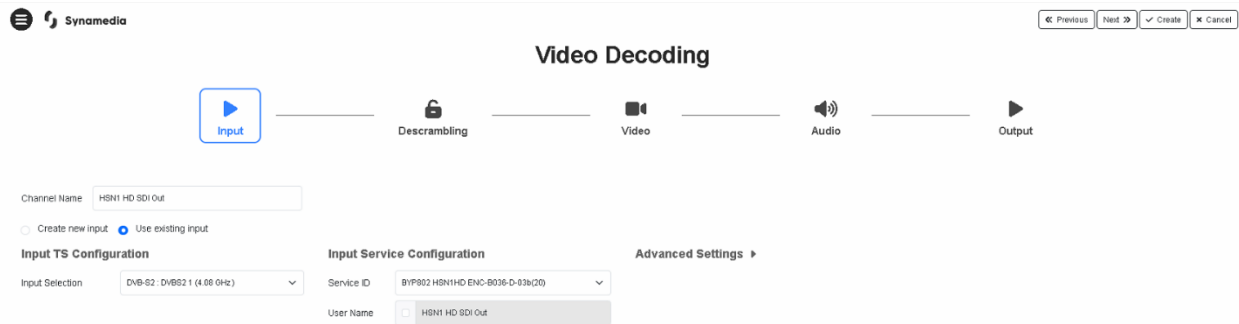 Synamedia
Previous Next Create Cancel
Video Decoding
Input Descrambling Video Audio Output
Channel Name HSN1 HD SDI Out
Create new input Use existing input
Input TS Configuration Input Service Configuration Advanced Settings
Input Selection DVB-S2 : DVBS2 1 (4.08 GHz) Service ID BYP802 HSN1HD ENC-B036-D-03b(20)
User Name HSN1 HD SDI Out